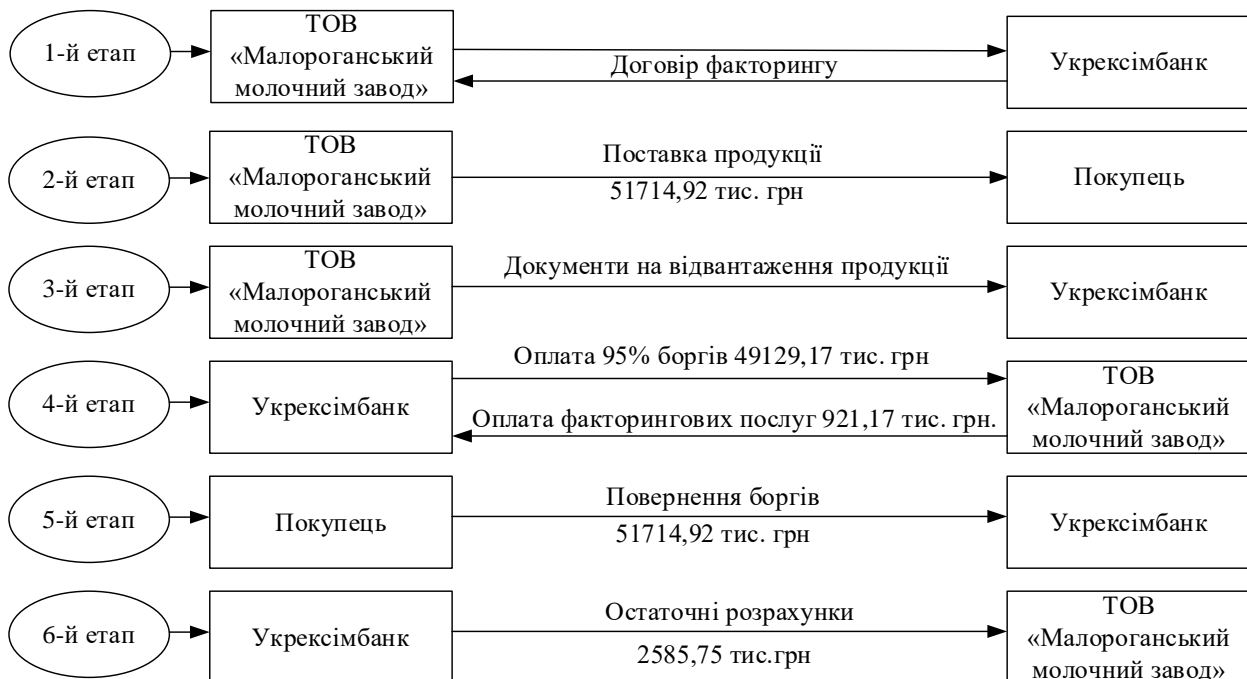 1-й етап
ТОВ
«Малороганський
молочний завод»
Договір факторингу
Укрексімбанк
2-й етап
ТОВ
«Малороганський
молочний завод»
Поставка продукції
51714,92 тис. грн
Покупець
3-й етап
ТОВ
«Малороганський
молочний завод»
Документи на відвантаження продукції
Укрексімбанк
4-й етап
Укрексімбанк
Оплата 95% боргів 49129,17 тис. грн
Оплата факторингових послуг 921,17 тис. грн.
ТОВ
«Малороганський
молочний завод»
5-й етап
Покупець
Повернення боргів
51714,92 тис. грн
Укрексімбанк
6-й етап
Укрексімбанк
Остаточні розрахунки
2585,75 тис.грн
ТОВ
«Малороганський
молочний завод»